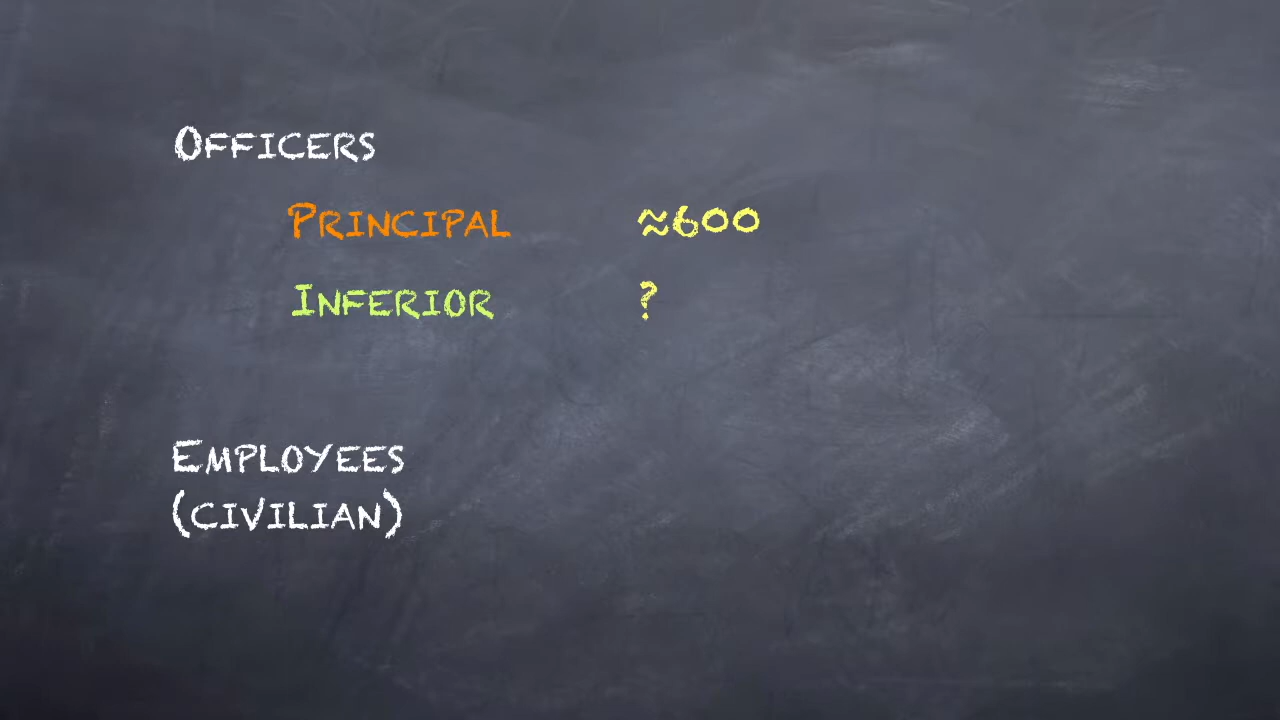 Officers
Principal ≈600
Inferior ?
Employees
(civilian)